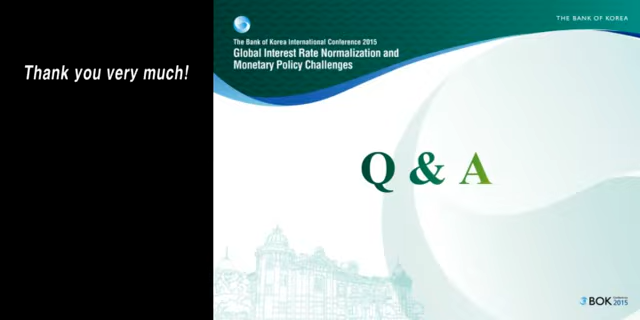 Thank you very much!
THE BANK OF KOREA
The Bank of Korea International Conference 2015
Global Interest Rate Normalization and
Monetary Policy Challenges
Q & A
BOK Conference 2015